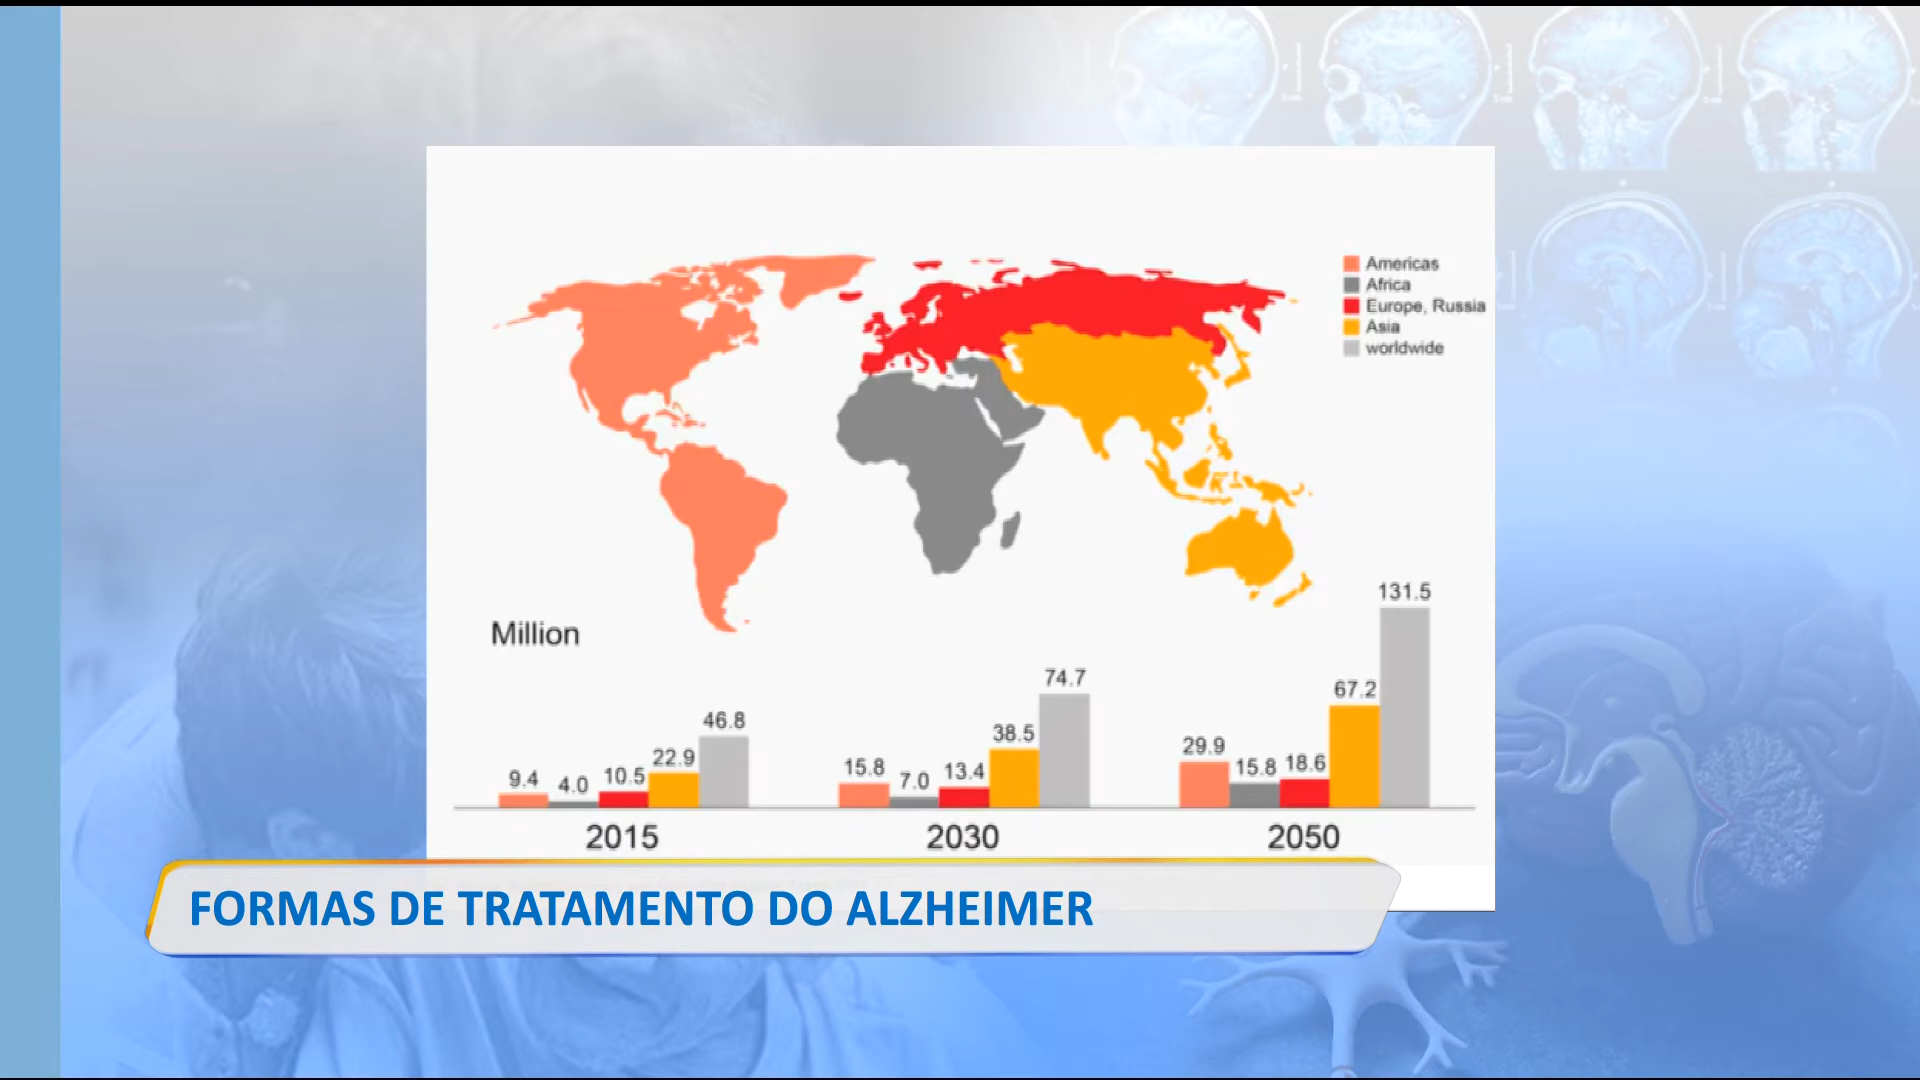 Americas
Africa
Europe, Russia
Asia
worldwide
Million
9.4 4.0 10.5 22.9 46.8
15.8 7.0 13.4 38.5 74.7
29.9 15.8 18.6 67.2 131.5
2015 2030 2050
FORMAS DE TRATAMENTO DO ALZHEIMER